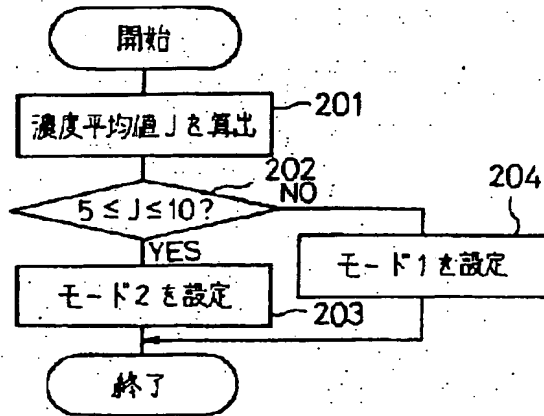 開始
201
濃度平均値Jを算出
202
5≤J≤10?
NO
204
YES
モード1を設定
モード2を設定
203
終了